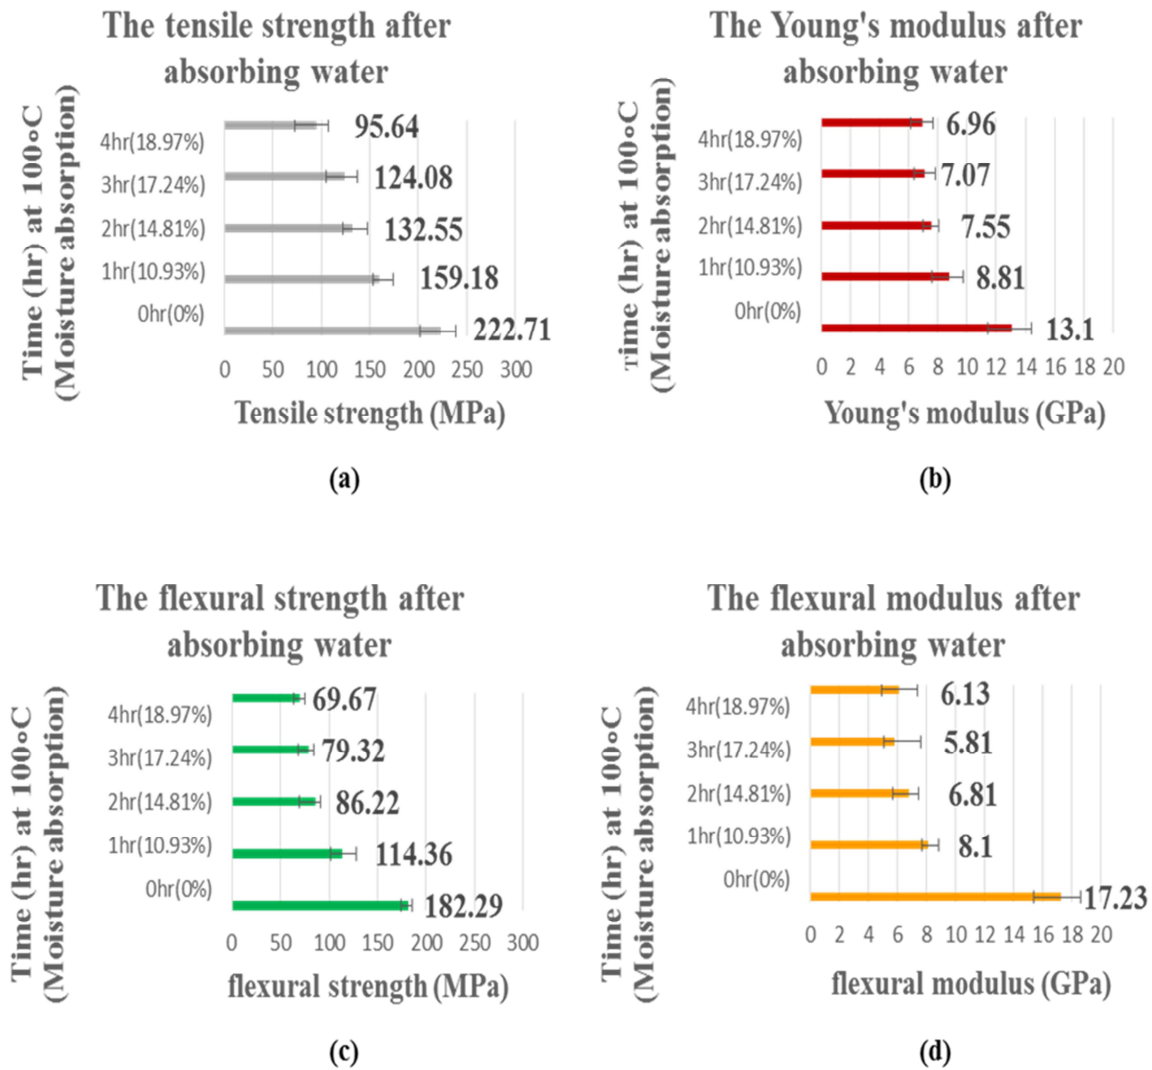 The tensile strength after
absorbing water
Time (hr) at 100∘C
(Moisture absorption)
4hr(18.97%)
3hr(17.24%)
2hr(14.81%)
1hr(10.93%)
0hr(0%)
95.64
124.08
132.55
159.18
222.71
0 50 100 150 200 250 300
Tensile strength (MPa)
(a)
The Young's modulus after
absorbing water
Time (hr) at 100∘C
(Moisture absorption)
4hr(18.97%)
3hr(17.24%)
2hr(14.81%)
1hr(10.93%)
0hr(0%)
6.96
7.07
7.55
8.81
13.1
0 2 4 6 8 10 12 14 16 18 20
Young's modulus (GPa)
(b)
The flexural strength after
absorbing water
Time (hr) at 100∘C
(Moisture absorption)
4hr(18.97%)
3hr(17.24%)
2hr(14.81%)
1hr(10.93%)
0hr(0%)
69.67
79.32
86.22
114.36
182.29
0 50 100 150 200 250 300
flexural strength (MPa)
(c)
The flexural modulus after
absorbing water
Time (hr) at 100∘C
(Moisture absorption)
4hr(18.97%)
3hr(17.24%)
2hr(14.81%)
1hr(10.93%)
0hr(0%)
6.13
5.81
6.81
8.1
17.23
0 2 4 6 8 10 12 14 16 18 20
flexural modulus (GPa)
(d)